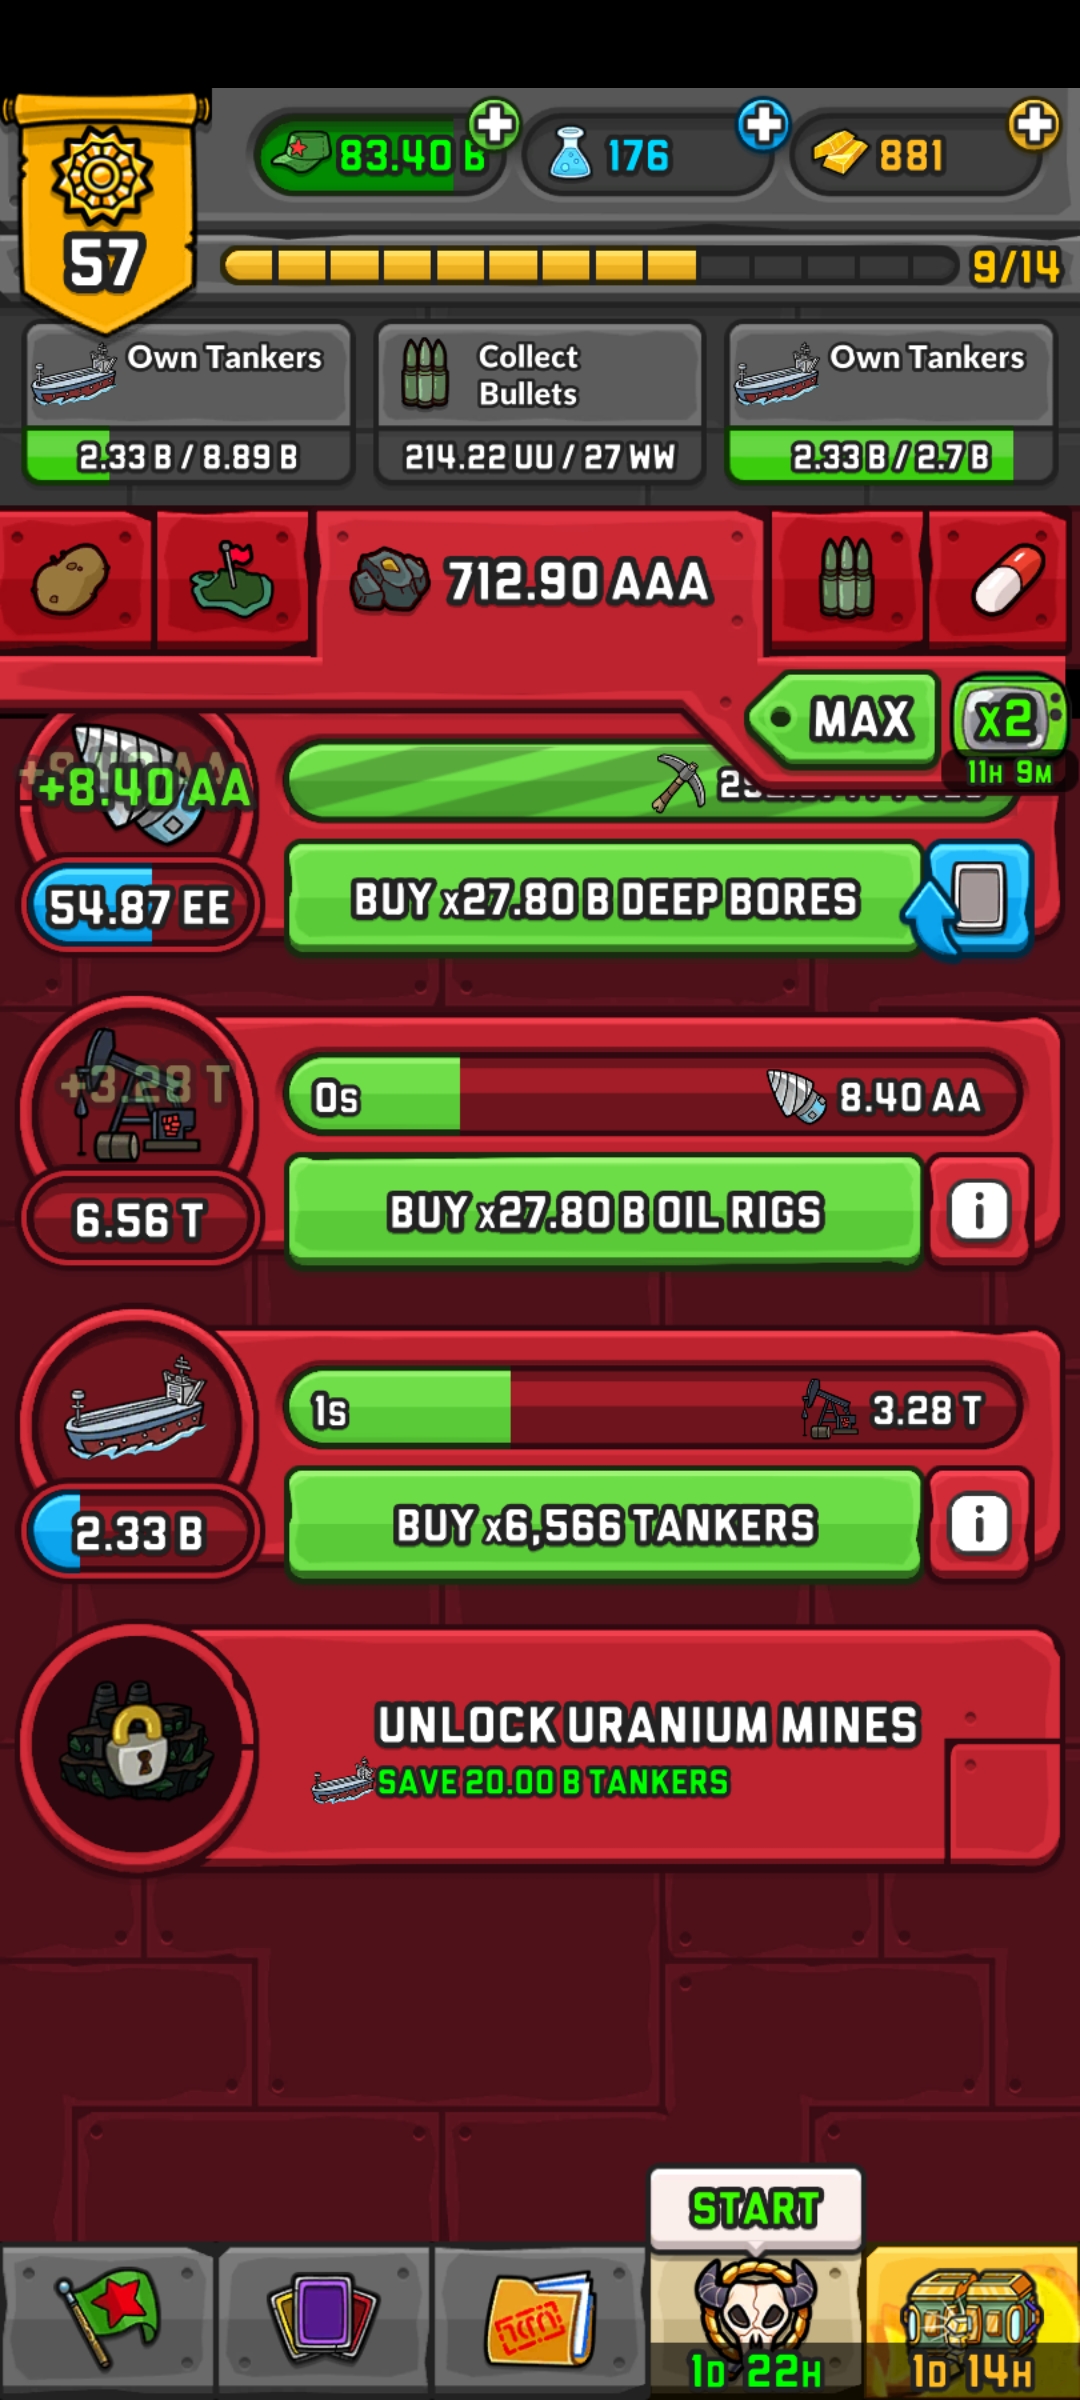 83.40 B
176
881
57
9/14
Own Tankers
Collect
Bullets
Own Tankers
2.33 B / 8.89 B
214.22 UU / 27 WW
2.33 B / 2.7 B
712.90 AAA
MAX
x2
11H 9M
+8.40 AA
54.87 EE
BUY x27.80 B DEEP BORES
+3.28 T
0s
8.40 AA
6.56 T
BUY x27.80 B OIL RIGS
i
1s
3.28 T
2.33 B
BUY x6,566 TANKERS
i
UNLOCK URANIUM MINES
SAVE 20.00 B TANKERS
START
1D 22H
1D 14H